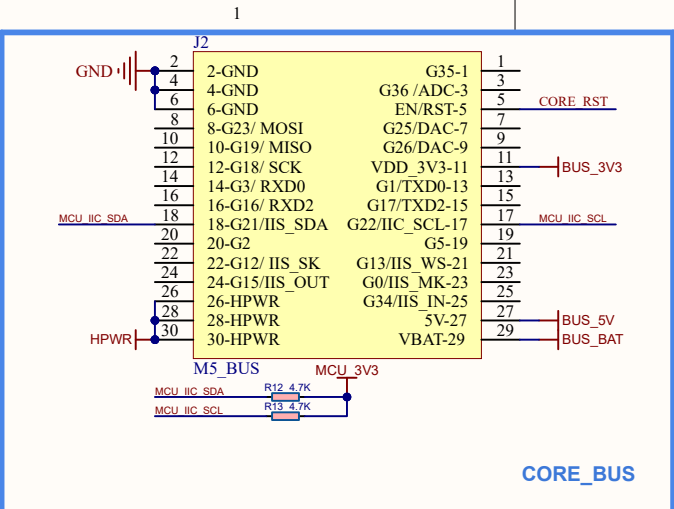 1
J2
GND
2 2-GND G35-1 1
4 4-GND G36 /ADC-3 3
6 6-GND EN/RST-5 5 CORE_RST
8 8-G23/ MOSI G25/DAC-7 7
10 10-G19/ MISO G26/DAC-9 9
12 12-G18/ SCK VDD_3V3-11 11 BUS_3V3
14 14-G3/ RXD0 G1/TXD0-13 13
16 16-G16/ RXD2 G17/TXD2-15 15
MCU_IIC_SDA 18 18-G21/IIS_SDA G22/IIC_SCL-17 17 MCU_IIC_SCL
20 20-G2 G5-19 19
22 22-G12/ IIS_SK G13/IIS_WS-21 21
24 24-G15/IIS_OUT G0/IIS_MK-23 23
26 26-HPWR G34/IIS_IN-25 25
28 28-HPWR 5V-27 27 BUS_5V
HPWR 30 30-HPWR VBAT-29 29 BUS_BAT
M5_BUS MCU_3V3
MCU_IIC_SDA R12 4.7K
MCU_IIC_SCL R13 4.7K
CORE_BUS